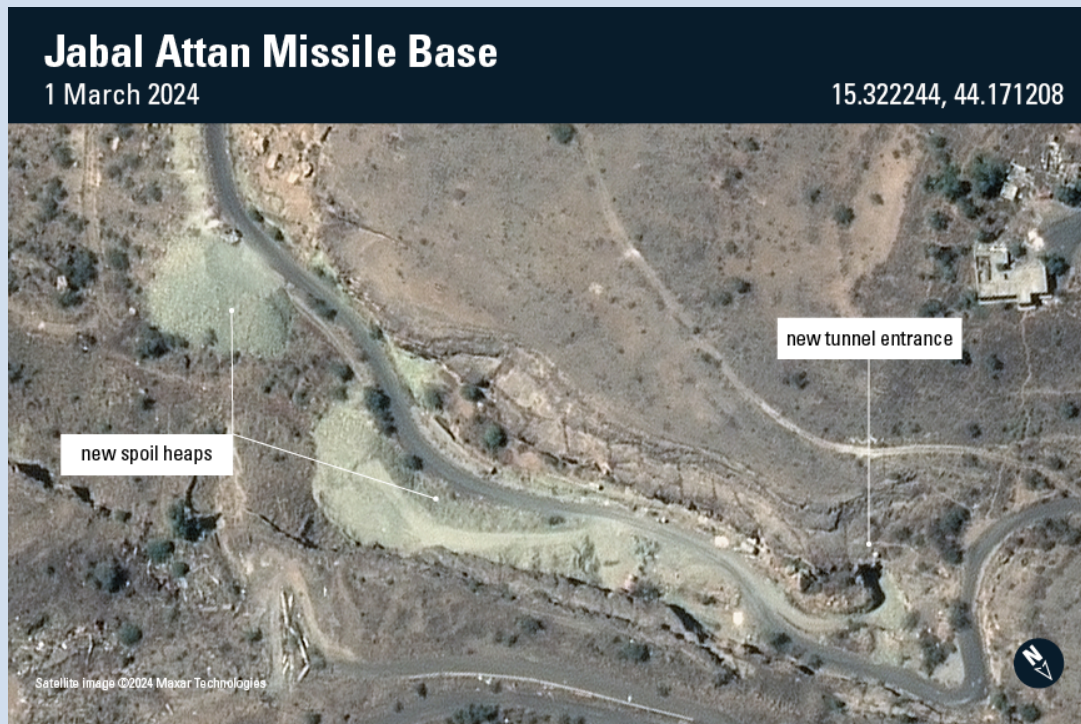 Jabal Attan Missile Base
1 March 2024
15.322244, 44.171208
new tunnel entrance
new spoil heaps
Satellite image ©2024 Maxar Technologies
N